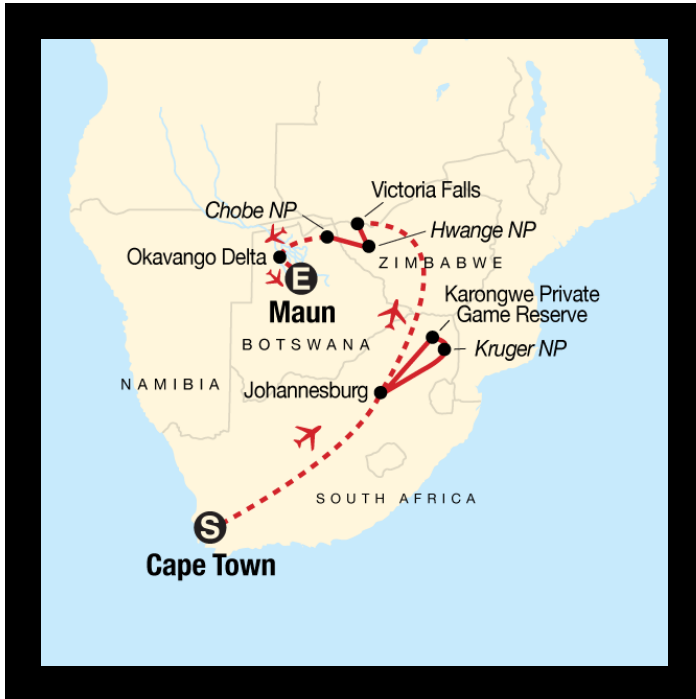 Victoria Falls
Chobe NP
Hwange NP
Okavango Delta
ZIMBABWE
E
Maun
Karongwe Private
Game Reserve
BOTSWANA
Kruger NP
NAMIBIA
Johannesburg
SOUTH AFRICA
S
Cape Town